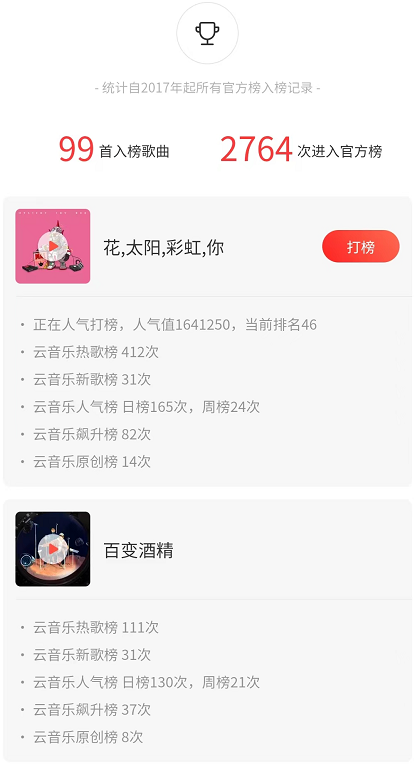 - 统计自2017年起所有官方榜入榜记录 -
99 首入榜歌曲 2764 次进入官方榜
花,太阳,彩虹,你 打榜
· 正在人气打榜，人气值1641250，当前排名46
· 云音乐热歌榜 412次
· 云音乐新歌榜 31次
· 云音乐人气榜 日榜165次，周榜24次
· 云音乐飙升榜 82次
· 云音乐原创榜 14次
百变酒精
· 云音乐热歌榜 111次
· 云音乐新歌榜 31次
· 云音乐人气榜 日榜130次，周榜21次
· 云音乐飙升榜 37次
· 云音乐原创榜 8次